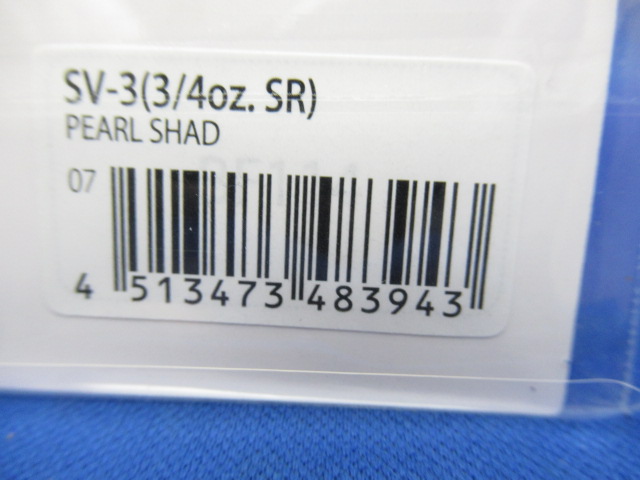 SV-3(3/4oz. SR)
PEARL SHAD
07
4 513473 483943